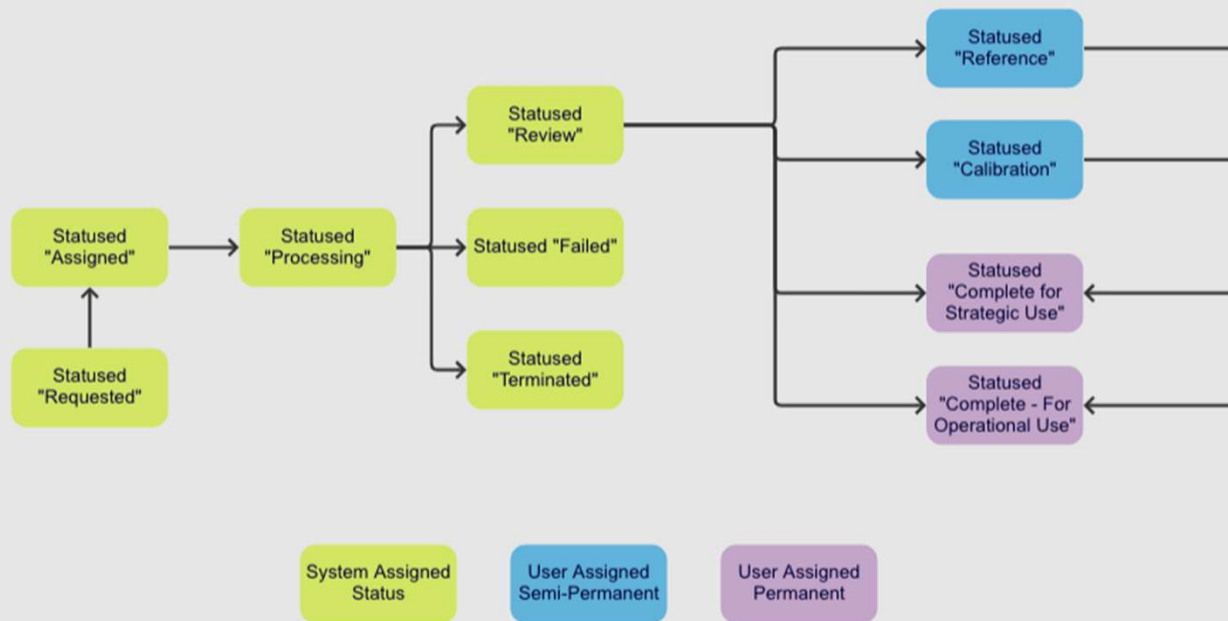 Statused
"Reference"
Statused
"Review"
Statused
"Calibration"
Statused
"Assigned"
Statused
"Processing"
Statused "Failed"
Statused
"Complete for
Strategic Use"
Statused
"Requested"
Statused
"Terminated"
Statused
"Complete - For
Operational Use"
System Assigned
Status
User Assigned
Semi-Permanent
User Assigned
Permanent